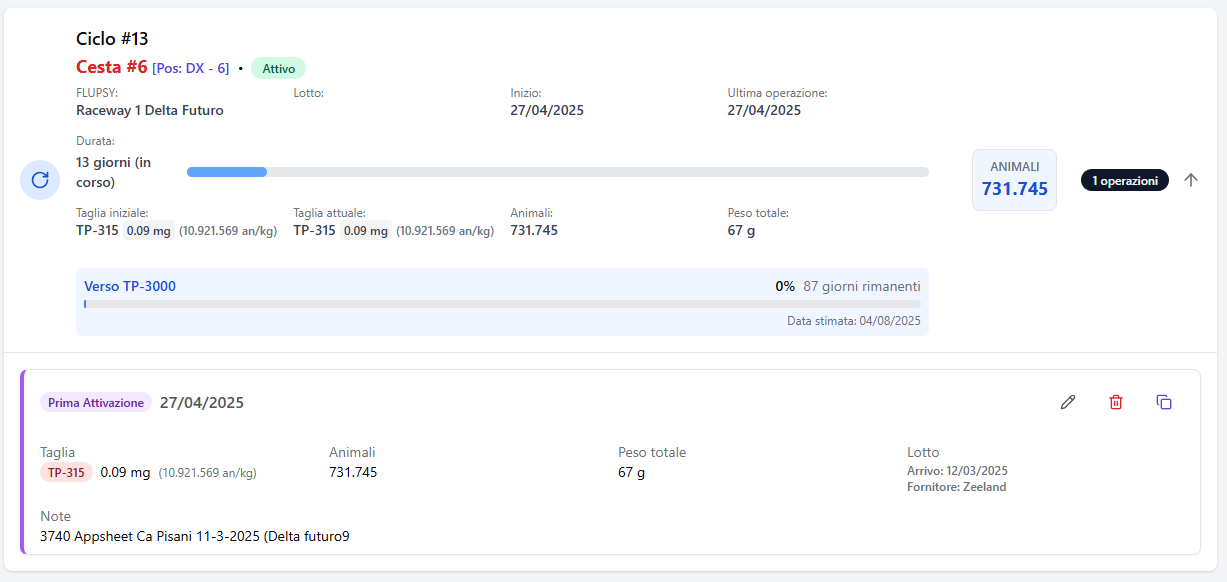 Ciclo #13
Cesta #6 [Pos: DX - 6] • Attivo
FLUPSY: Lotto: Inizio: Ultima operazione:
Raceway 1 Delta Futuro 27/04/2025 27/04/2025
Durata:
13 giorni (in
corso)
ANIMALI
731.745
1 operazioni
Taglia iniziale: Taglia attuale: Animali: Peso totale:
TP-315 0.09 mg (10.921.569 an/kg) TP-315 0.09 mg (10.921.569 an/kg) 731.745 67 g
Verso TP-3000 0% 87 giorni rimanenti
Data stimata: 04/08/2025
Prima Attivazione 27/04/2025
Taglia Animali Peso totale Lotto
TP-315 0.09 mg (10.921.569 an/kg) 731.745 67 g Arrivo: 12/03/2025
Fornitore: Zeeland
Note
3740 Appsheet Ca Pisani 11-3-2025 (Delta futuro9